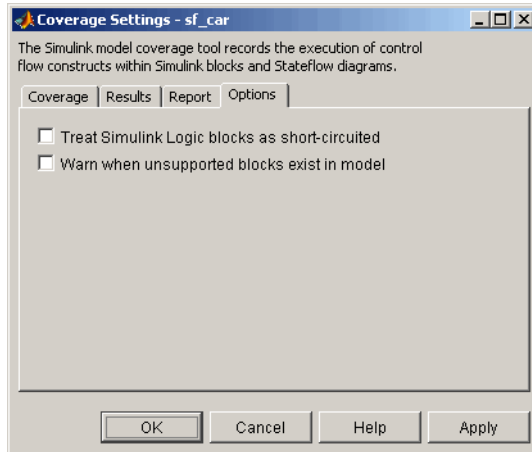 Coverage Settings - sf_car
The Simulink model coverage tool records the execution of control
flow constructs within Simulink blocks and Stateflow diagrams.
Coverage Results Report Options
Treat Simulink Logic blocks as short-circuited
Warn when unsupported blocks exist in model
OK Cancel Help Apply